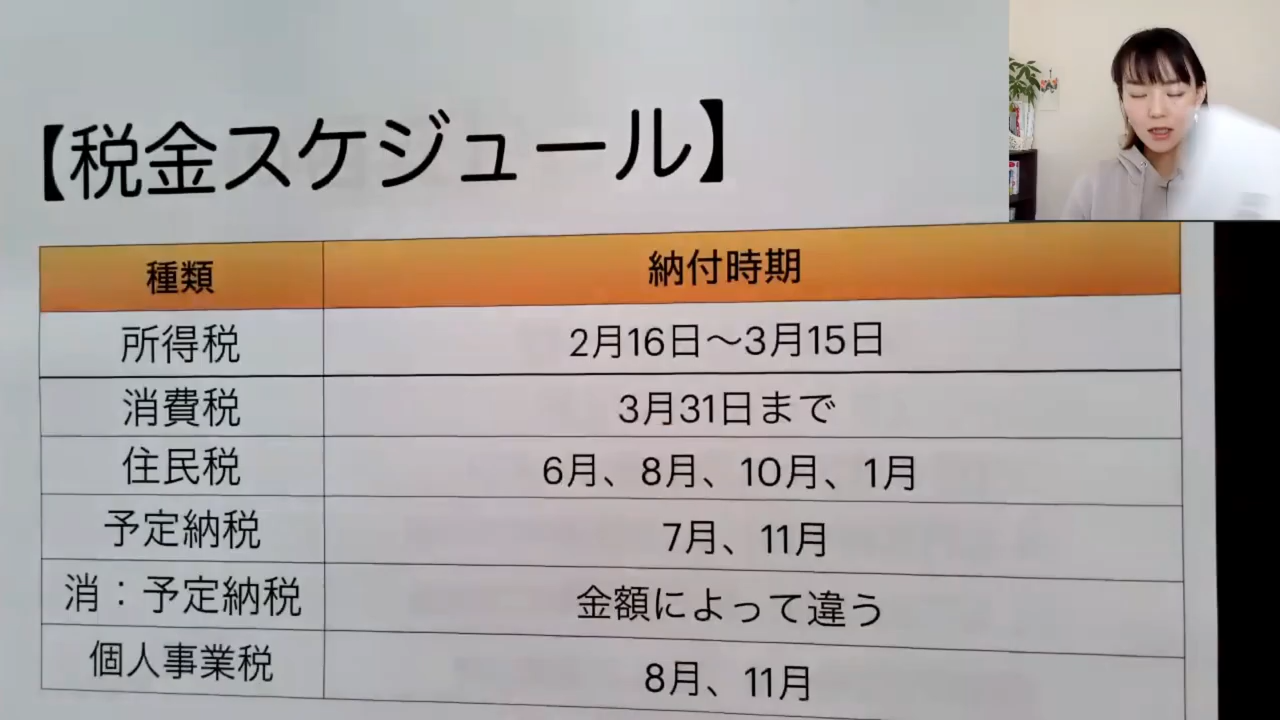 【税金スケジュール】
種類 納付時期
所得税 2月16日〜3月15日
消費税 3月31日まで
住民税 6月、8月、10月、1月
予定納税 7月、11月
消：予定納税 金額によって違う
個人事業税 8月、11月